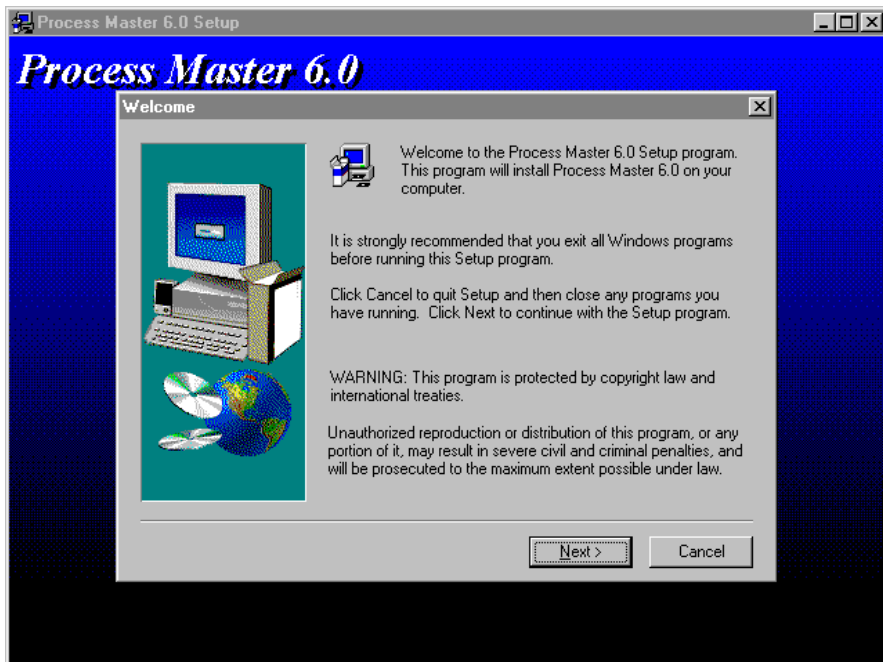 Process Master 6.0 Setup
Process Master 6.0
Welcome
Welcome to the Process Master 6.0 Setup program.
This program will install Process Master 6.0 on your
computer.
It is strongly recommended that you exit all Windows programs
before running this Setup program.
Click Cancel to quit Setup and then close any programs you
have running.  Click Next to continue with the Setup program.
WARNING: This program is protected by copyright law and
international treaties.
Unauthorized reproduction or distribution of this program, or any
portion of it, may result in severe civil and criminal penalties, and
will be prosecuted to the maximum extent possible under law.
Next >
Cancel